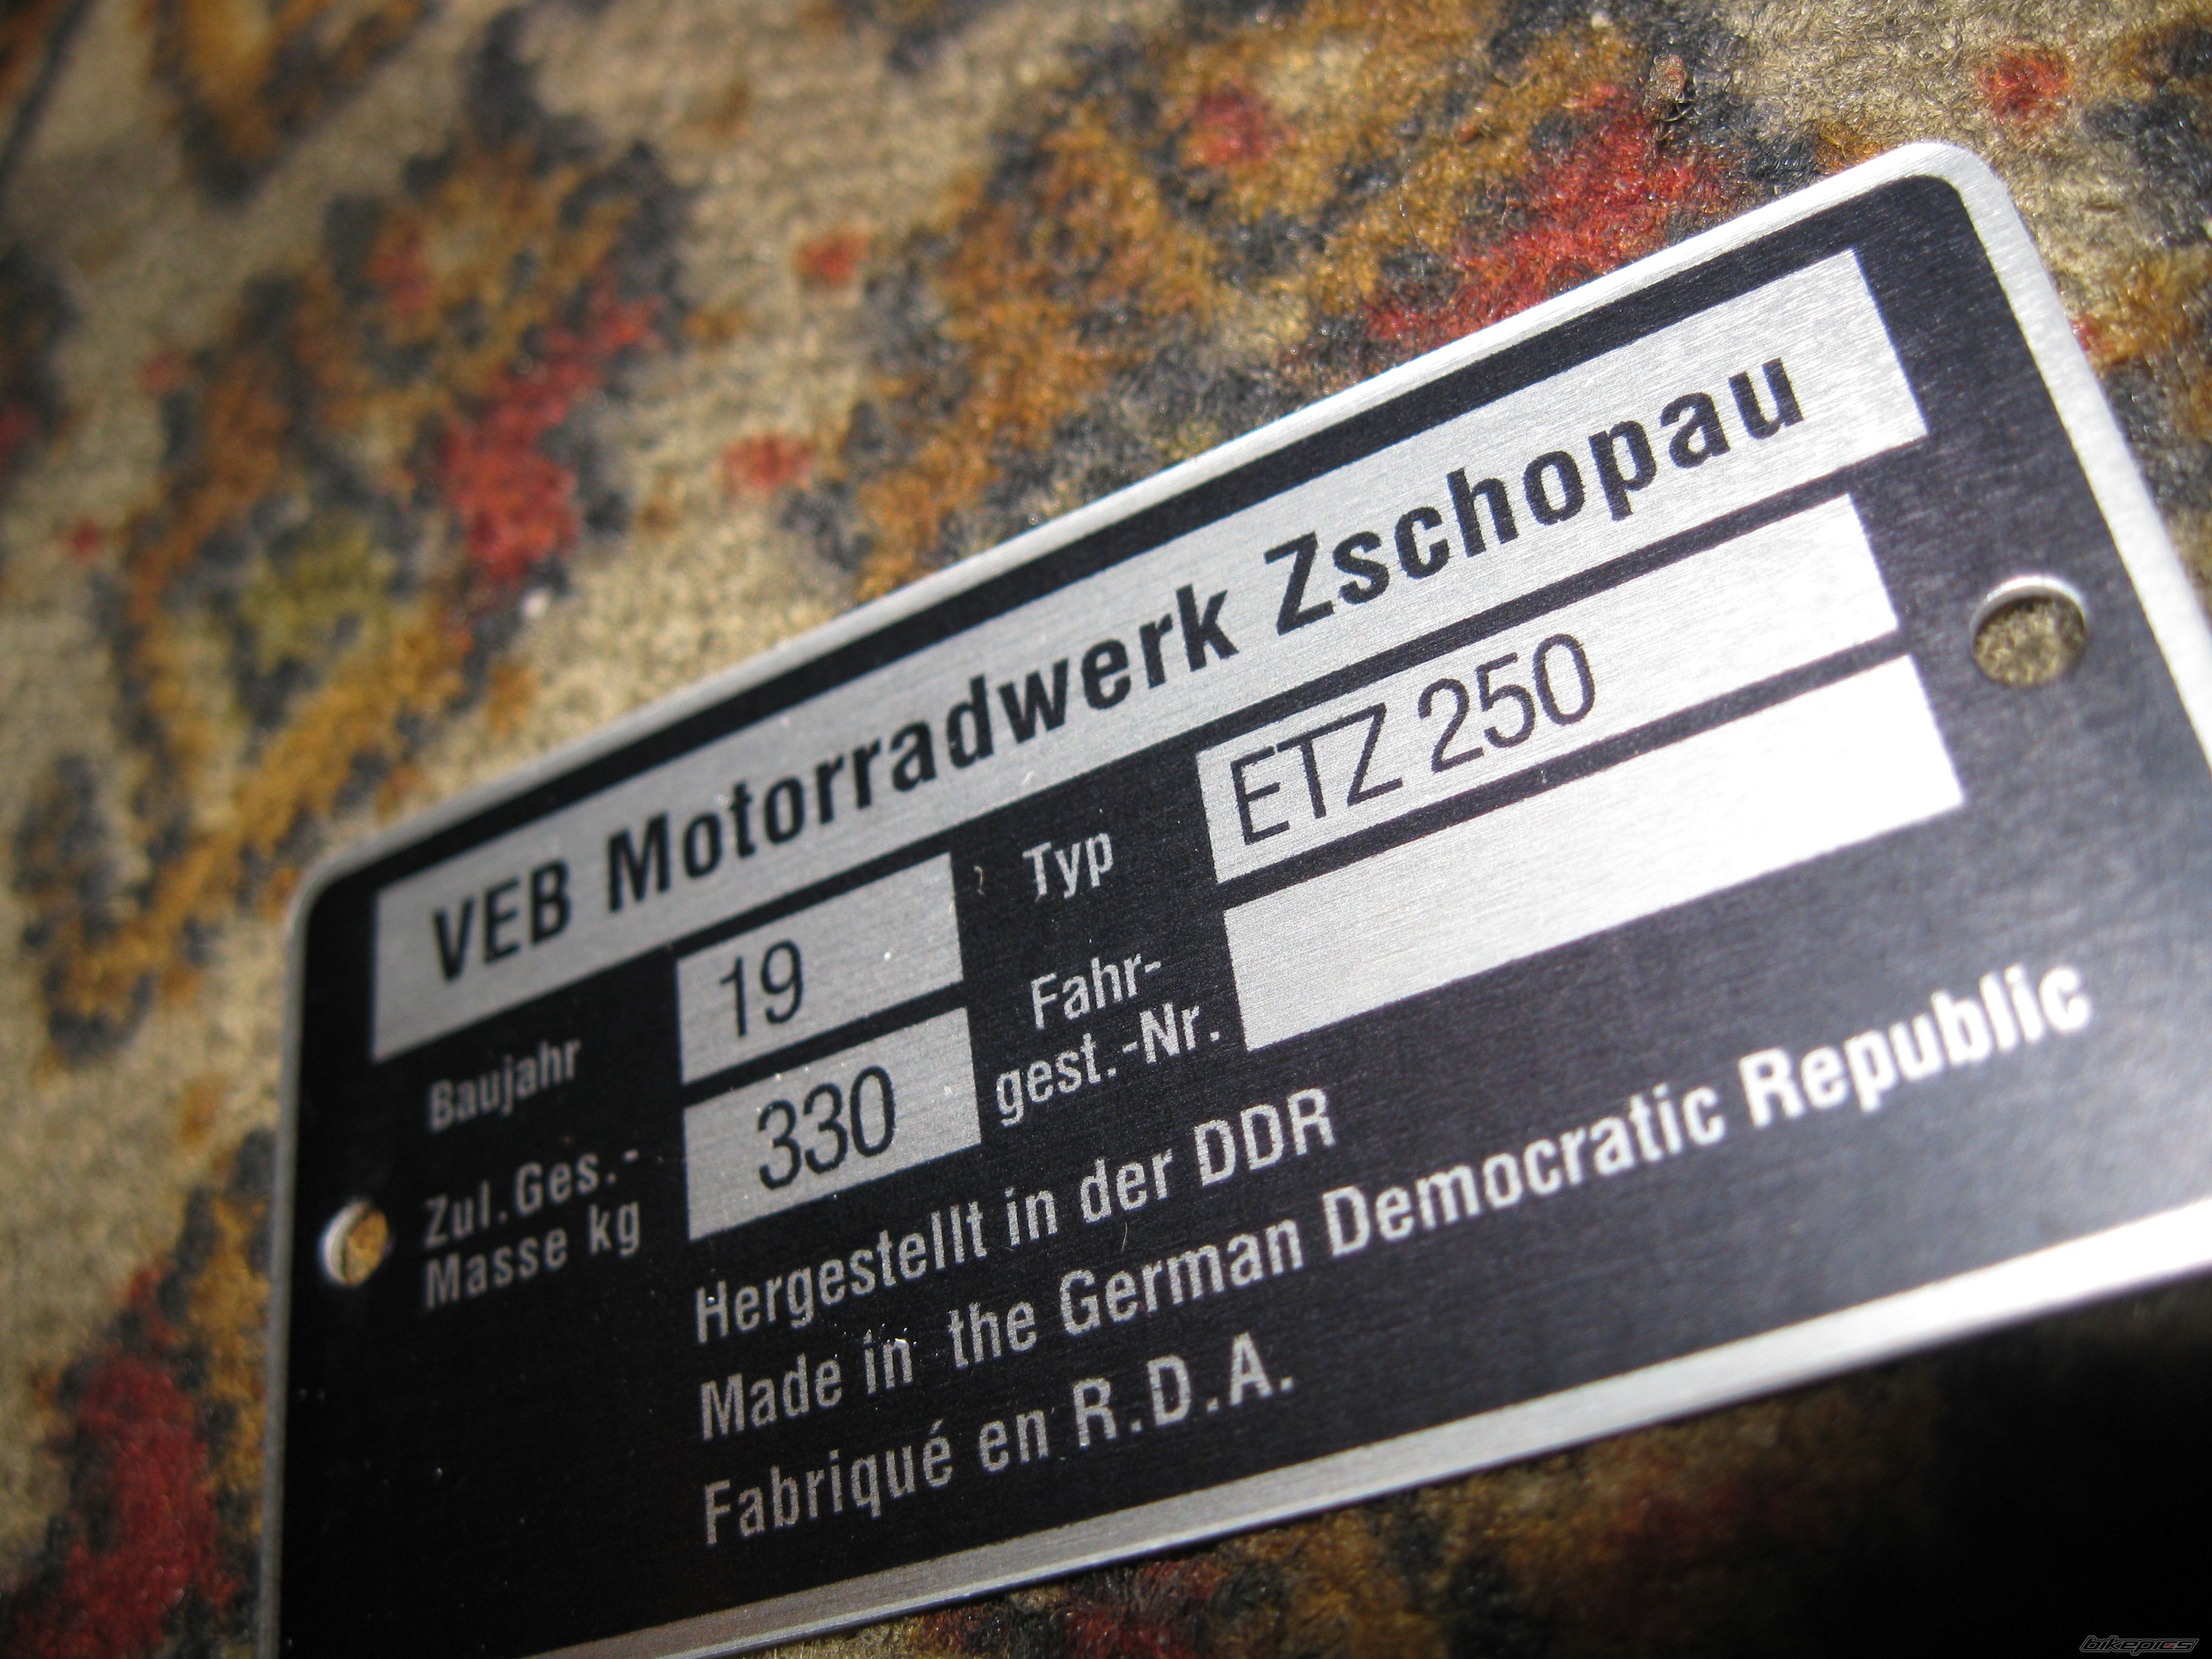 VEB Motorradwerk Zschopau
Baujahr 19 Typ ETZ 250
Zul.Ges.-
Masse kg 330 Fahr-
gest.-Nr.
Hergestellt in der DDR
Made in the German Democratic Republic
Fabriqué en R.D.A.
bikepics